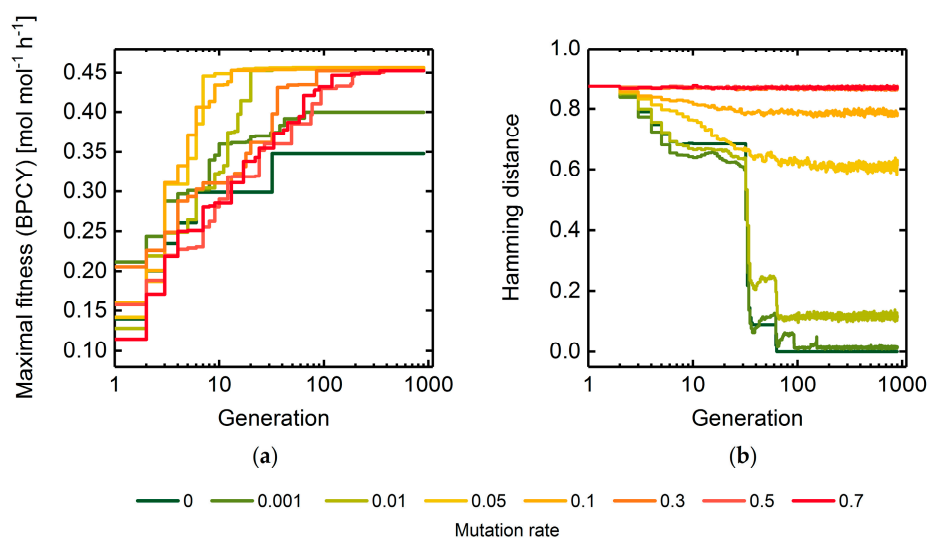 Maximal fitness (BPCY) [mol mol⁻¹ h⁻¹]
0.45
0.40
0.35
0.30
0.25
0.20
0.15
0.10
1 10 100 1000
Generation
(a)
Hamming distance
1.0
0.8
0.6
0.4
0.2
0.0
1 10 100 1000
Generation
(b)
0 0.001 0.01 0.05 0.1 0.3 0.5 0.7
Mutation rate